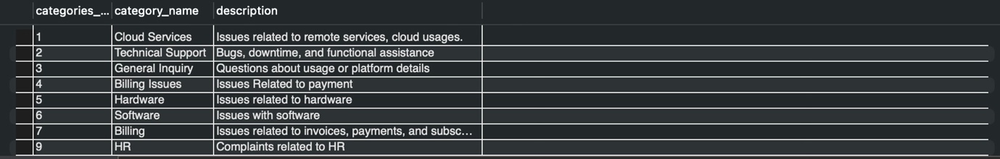 categories_... category_name description
1 Cloud Services Issues related to remote services, cloud usages.
2 Technical Support Bugs, downtime, and functional assistance
3 General Inquiry Questions about usage or platform details
4 Billing Issues Issues Related to payment
5 Hardware Issues related to hardware
6 Software Issues with software
7 Billing Issues related to invoices, payments, and subsc...
9 HR Complaints related to HR